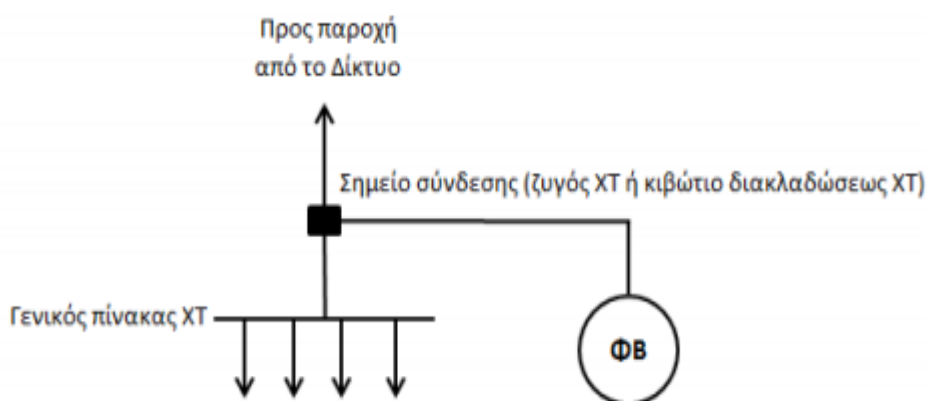 Προς παροχή
από το Δίκτυο
Σημείο σύνδεσης (ζυγός ΧΤ ή κιβώτιο διακλαδώσεως ΧΤ)
Γενικός πίνακας ΧΤ
ΦΒ